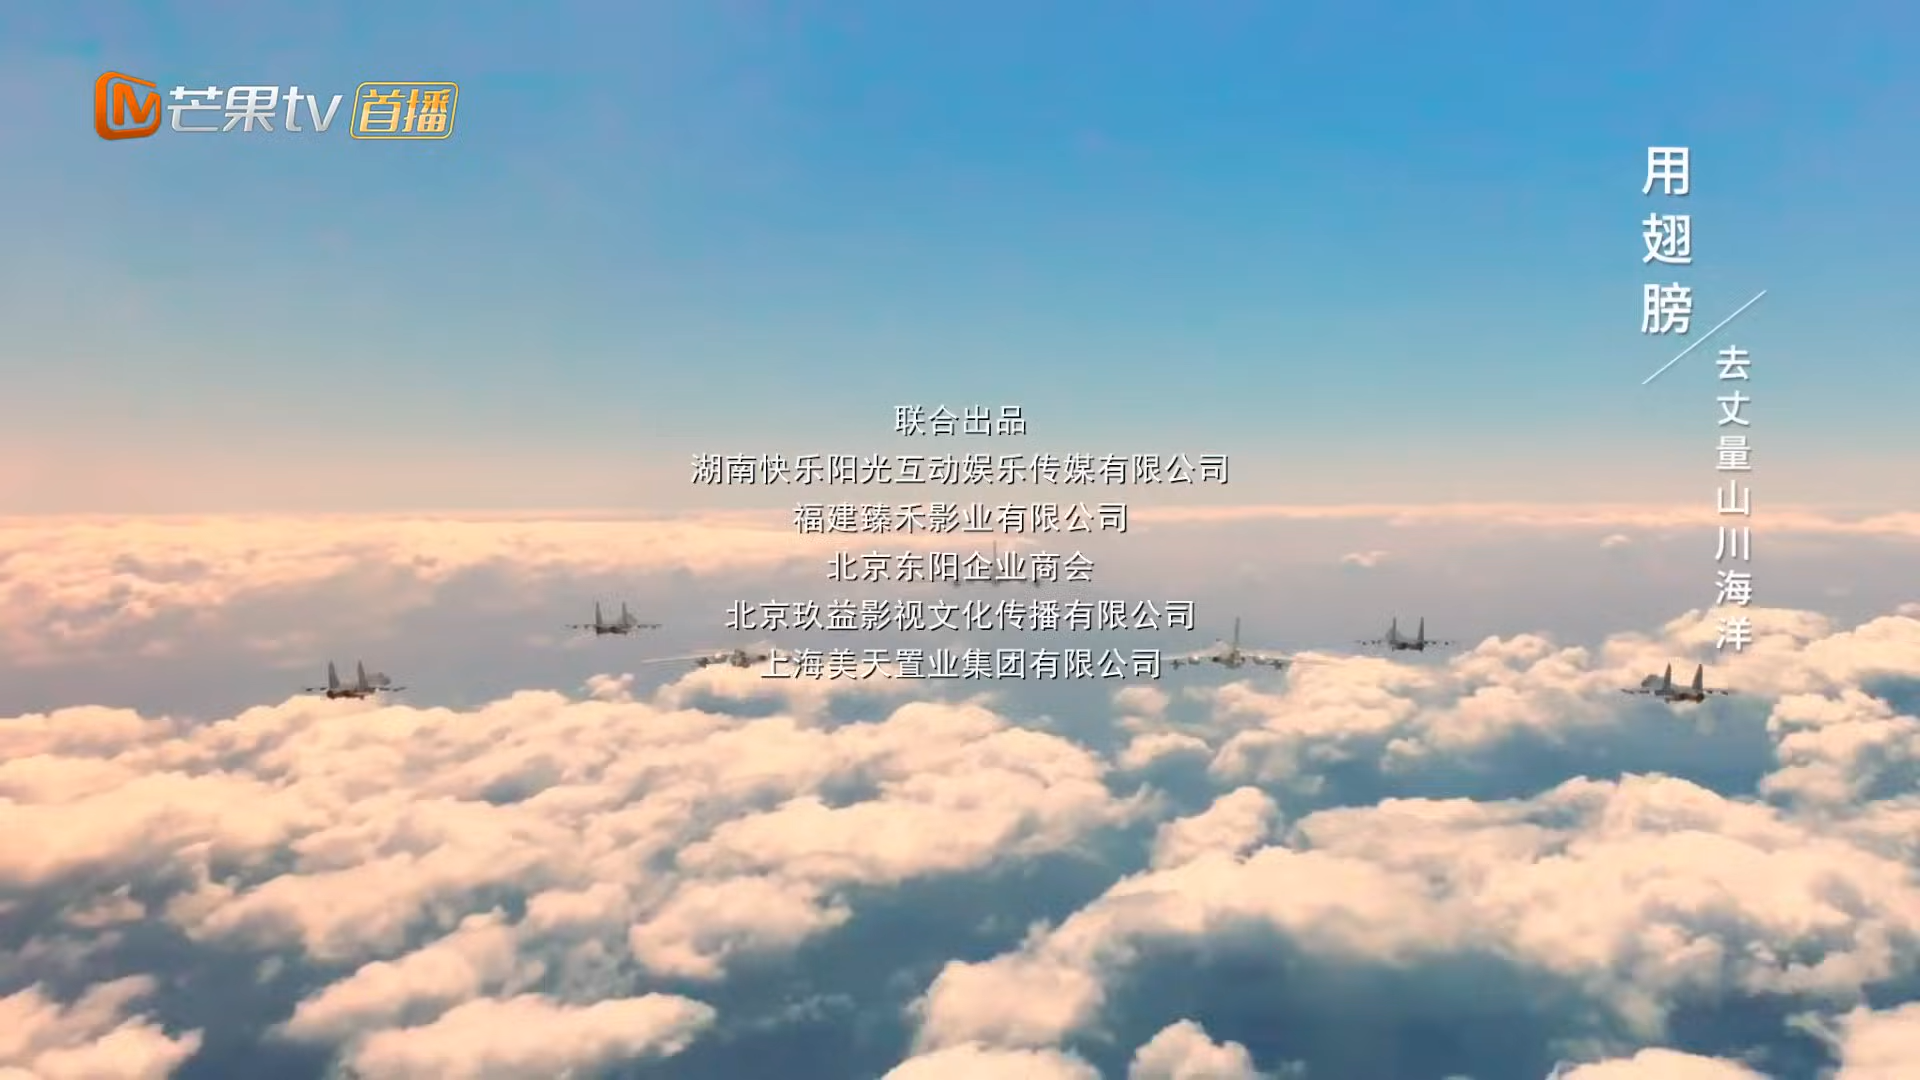 芒果tv 首播
用翅膀
去丈量山川海洋
联合出品
湖南快乐阳光互动娱乐传媒有限公司
福建臻禾影业有限公司
北京东阳企业商会
北京玖益影视文化传播有限公司
上海美天置业集团有限公司